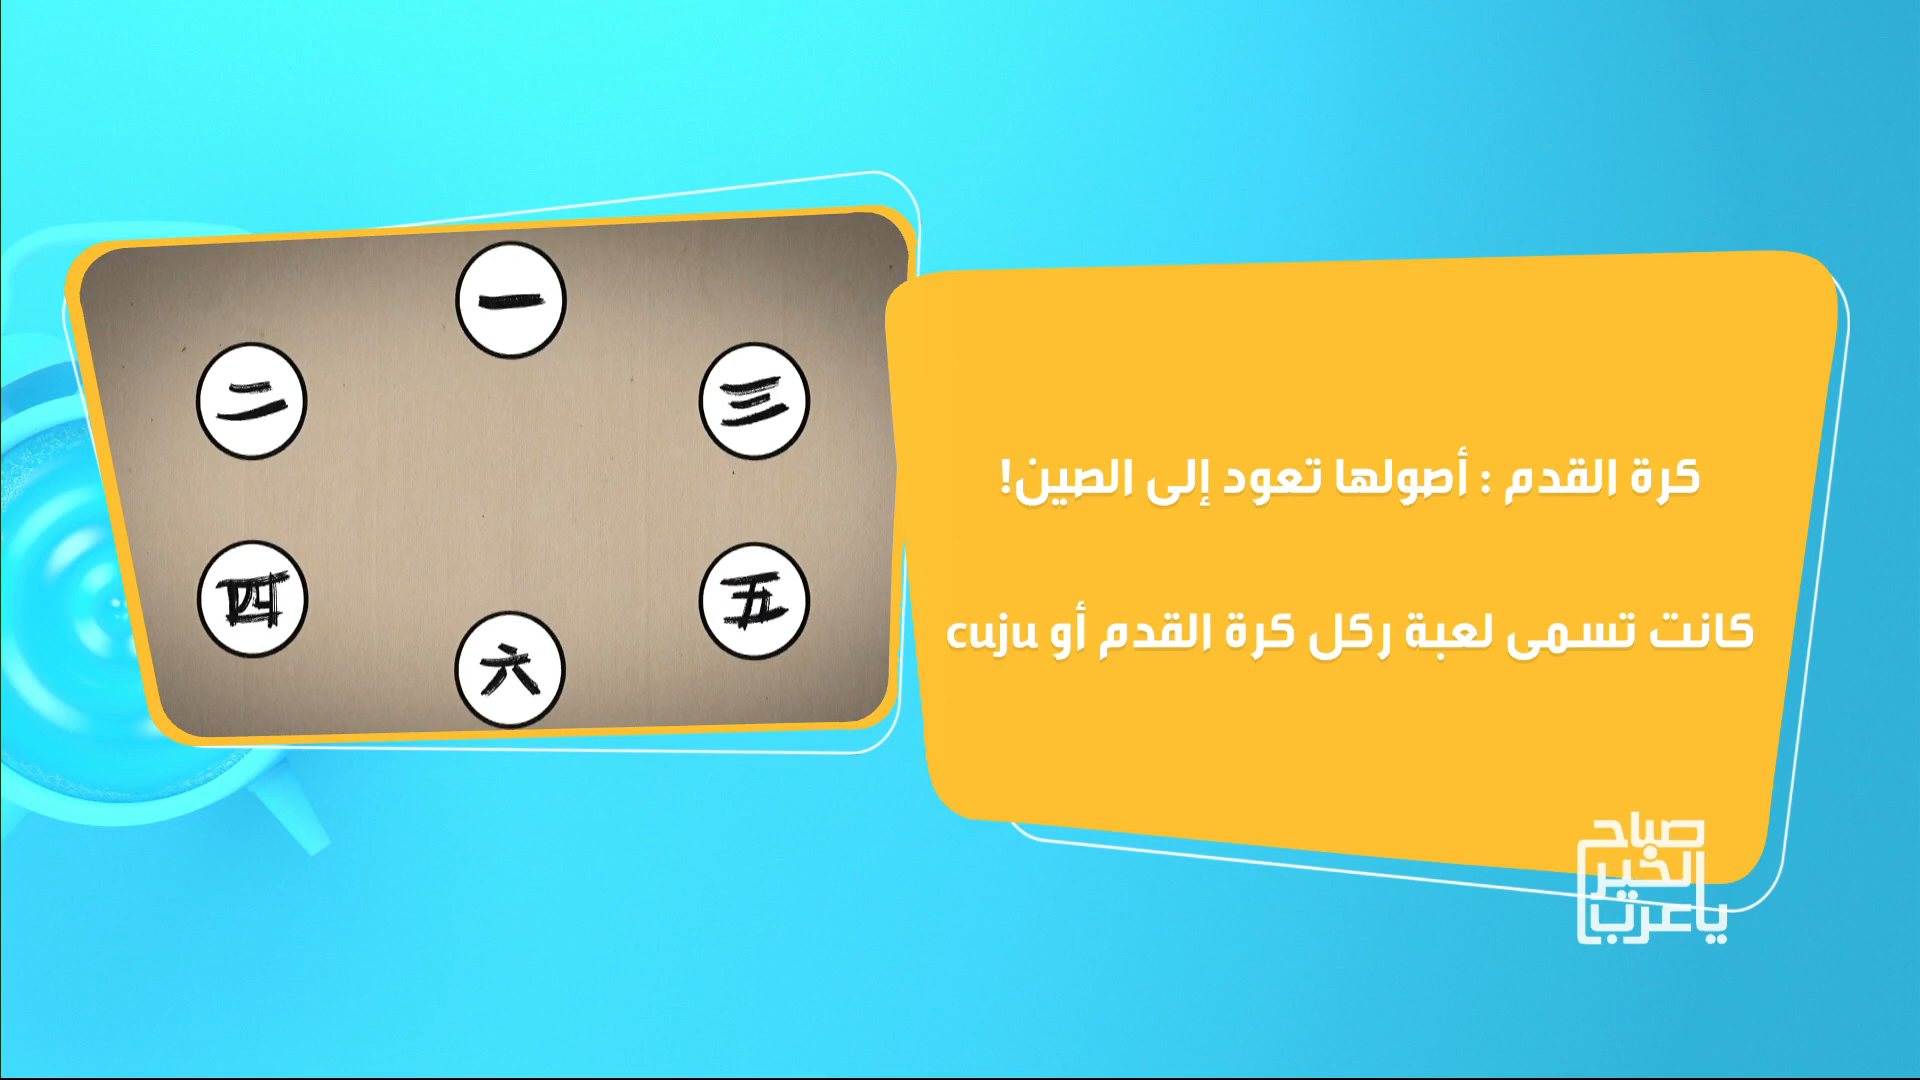 一
二
三
四
五
六
كرة القدم : أصولها تعود إلى الصين!
كانت تسمى لعبة ركل كرة القدم أو cuju
صباح
الخير
ياعرب